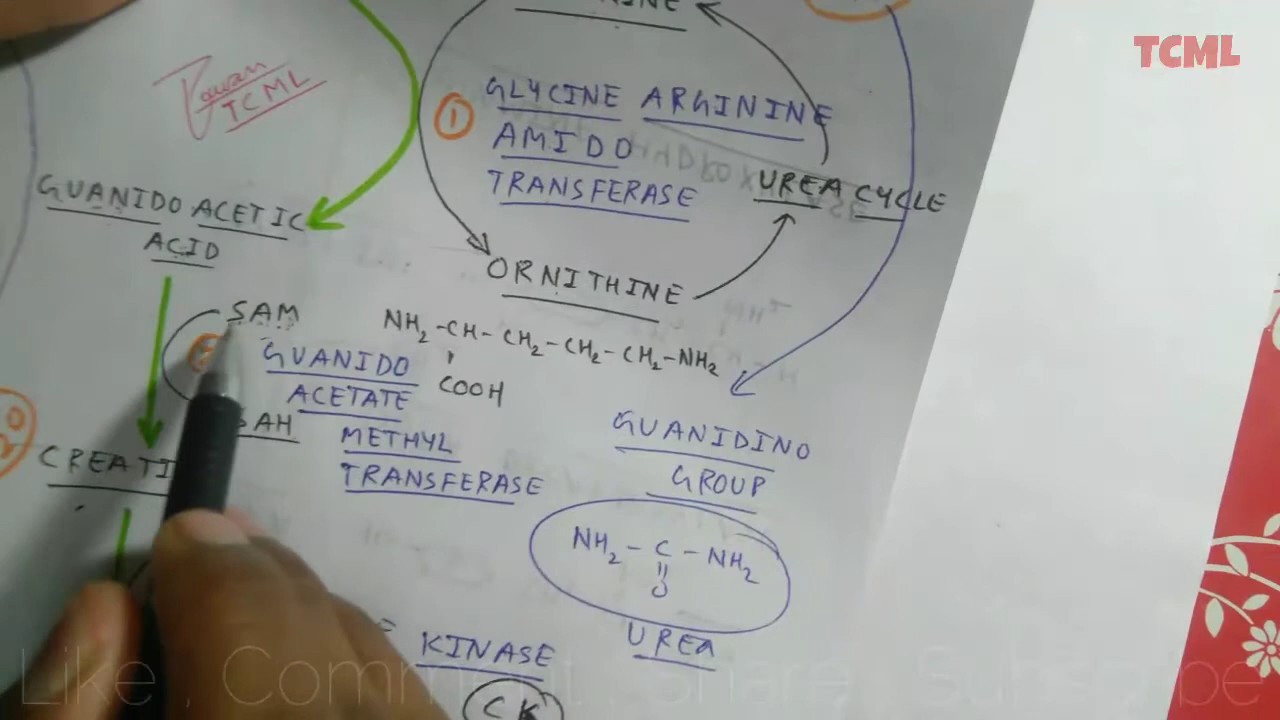 TCML
TCML
① GLYCINE ARGININE
AMIDO
TRANSFERASE
UREA CYCLE
GUANIDO ACETIC
ACID
ORNITHINE
SAM
NH₂-CH-CH₂-CH₂-CH₂-NH₂
COOH
GUANIDO
ACETATE
METHYL
TRANSFERASE
SAH
GUANIDINO
GROUP
NH₂-C-NH₂
O
UREA
KINASE
CK
Like, Comment, Share, Subscribe